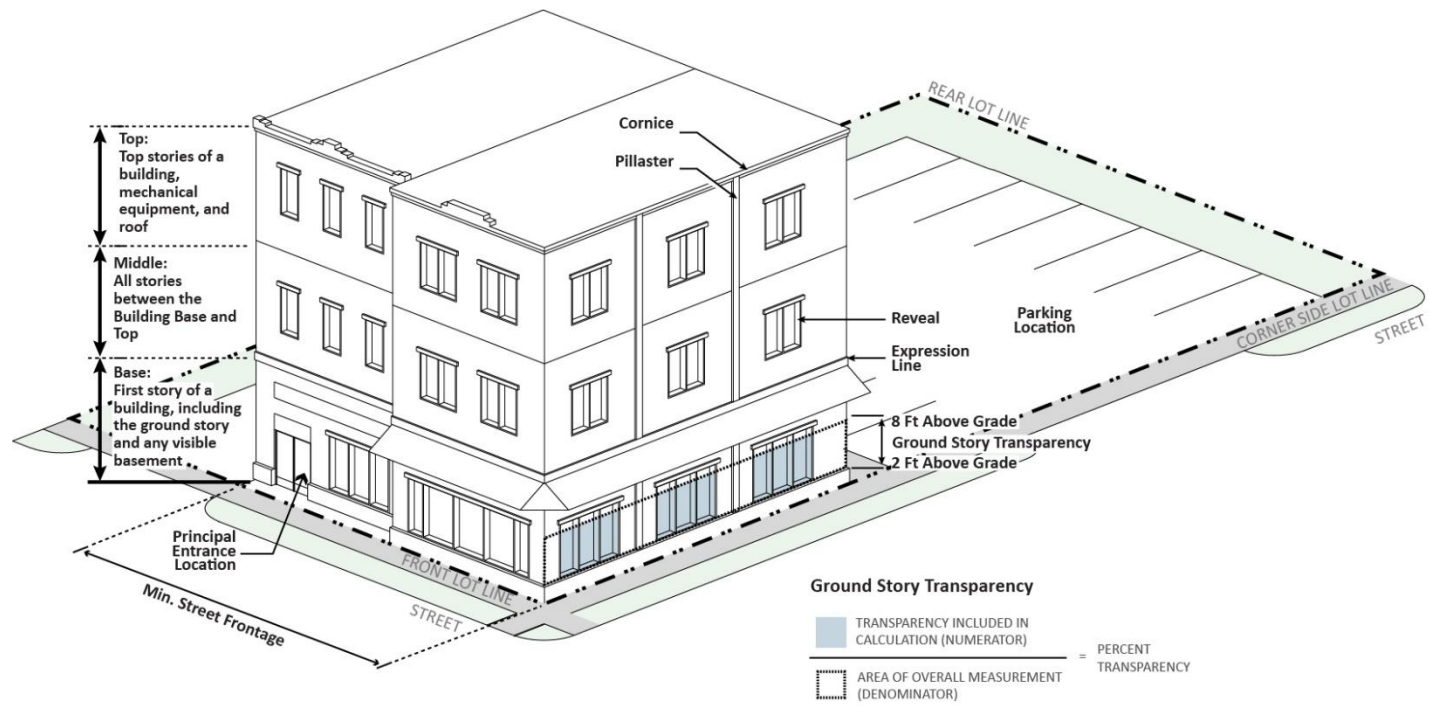 Top:
Top stories of a
building,
mechanical
equipment, and
roof
Middle:
All stories
between the
Building Base and
Top
Base:
First story of a
building, including
the ground story
and any visible
basement
Cornice
Pillaster
REAR LOT LINE
Reveal
Expression
Line
Parking
Location
CORNER SIDE LOT LINE
STREET
8 Ft Above Grade
Ground Story Transparency
2 Ft Above Grade
Principal
Entrance
Location
FRONT LOT LINE
STREET
Min. Street Frontage
Ground Story Transparency
TRANSPARENCY INCLUDED IN
CALCULATION (NUMERATOR)
= PERCENT
TRANSPARENCY
AREA OF OVERALL MEASUREMENT
(DENOMINATOR)